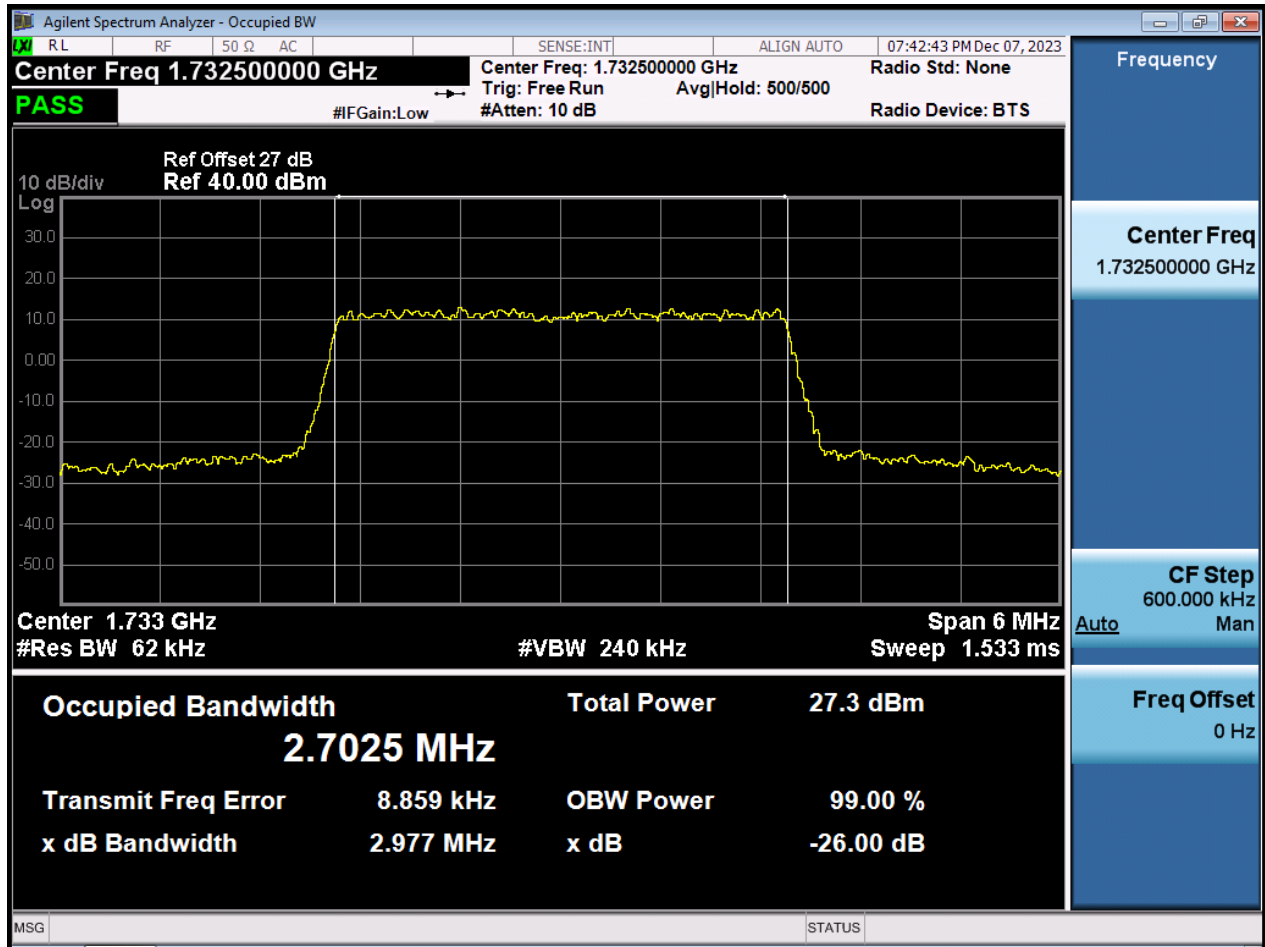 Agilent Spectrum Analyzer - Occupied BW
LXI RL RF 50 Ω AC SENSE:INT ALIGN AUTO 07:42:43 PM Dec 07, 2023
Center Freq 1.732500000 GHz
Center Freq: 1.732500000 GHz
Radio Std: None
Trig: Free Run Avg|Hold: 500/500
PASS
#IFGain:Low
#Atten: 10 dB
Radio Device: BTS
Ref Offset 27 dB
10 dB/div Ref 40.00 dBm
Log
30.0
20.0
10.0
0.00
-10.0
-20.0
-30.0
-40.0
-50.0
Center 1.733 GHz Span 6 MHz
#Res BW 62 kHz #VBW 240 kHz Sweep 1.533 ms
Occupied Bandwidth Total Power 27.3 dBm
2.7025 MHz
Transmit Freq Error 8.859 kHz OBW Power 99.00 %
x dB Bandwidth 2.977 MHz x dB -26.00 dB
MSG STATUS
Frequency
Center Freq
1.732500000 GHz
CF Step
600.000 kHz
Auto Man
Freq Offset
0 Hz